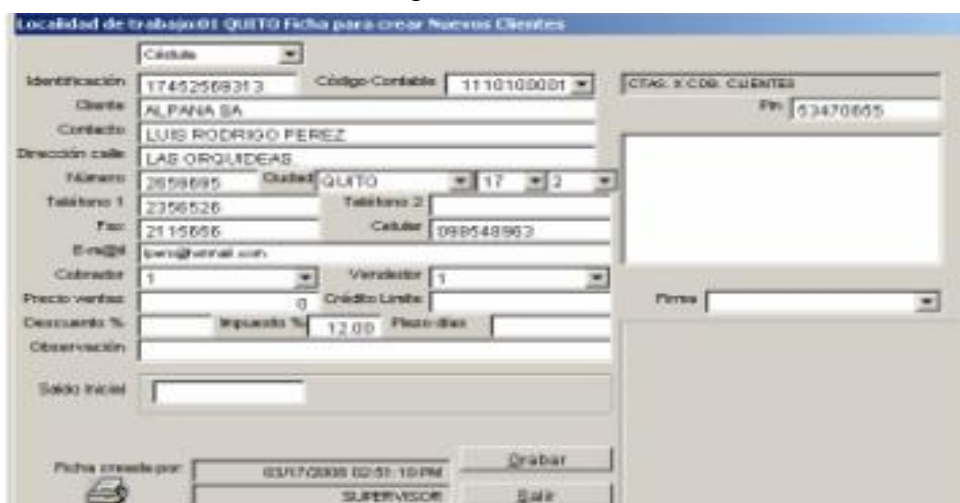 Localidad de trabajo:01 QUITO Ficha para crear Nuevos Clientes
Cédula
Identificación 17452569313 Código Contable 1110100001 CTAS. X COB. CLIENTES
Cliente ALPANA SA Pin 53470655
Contacto LUIS RODRIGO PEREZ
Dirección calle LAS ORQUIDEAS
Número 2659695 Ciudad QUITO 17 2
Teléfono 1 2356526 Teléfono 2
Fax 2115656 Celular 098548963
E-m@il
Cobrador 1 Vendedor 1
Precio ventas 0 Crédito Limite Firma
Descuento % Impuesto % 12.00 Plazo días
Observación
Saldo Inicial
Ficha creada por: 03/17/2008 02:51:10 PM Grabar
SUPERVISOR Salir